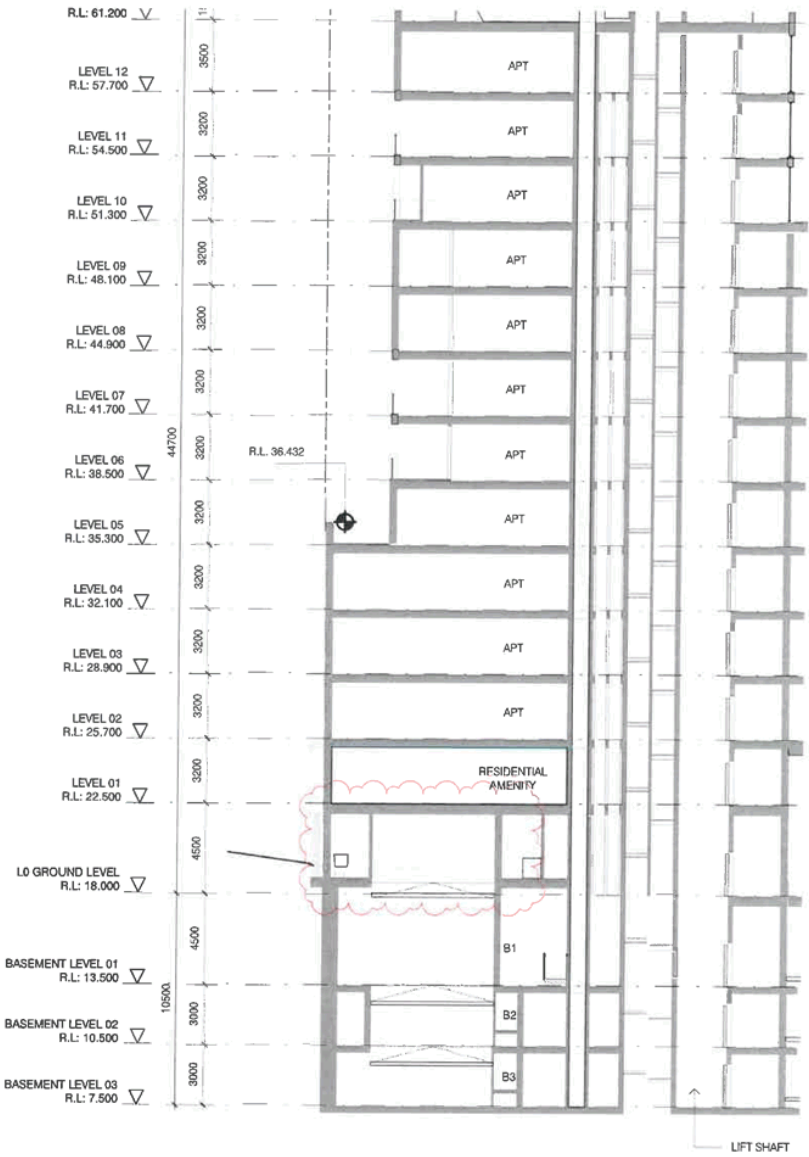 R.L: 61.200
3500
LEVEL 12
R.L: 57.700
APT
3200
LEVEL 11
R.L: 54.500
APT
3200
LEVEL 10
R.L: 51.300
APT
3200
LEVEL 09
R.L: 48.100
APT
3200
LEVEL 08
R.L: 44.900
APT
3200
LEVEL 07
R.L: 41.700
APT
44700
3200
LEVEL 06
R.L: 38.500
R.L. 36.432
APT
3200
LEVEL 05
R.L: 35.300
APT
3200
LEVEL 04
R.L: 32.100
APT
3200
LEVEL 03
R.L: 28.900
APT
3200
LEVEL 02
R.L: 25.700
APT
3200
LEVEL 01
R.L: 22.500
RESIDENTIAL
AMENITY
4500
L0 GROUND LEVEL
R.L: 18.000
4500
B1
BASEMENT LEVEL 01
R.L: 13.500
10500
3000
B2
BASEMENT LEVEL 02
R.L: 10.500
3000
B3
BASEMENT LEVEL 03
R.L: 7.500
LIFT SHAFT